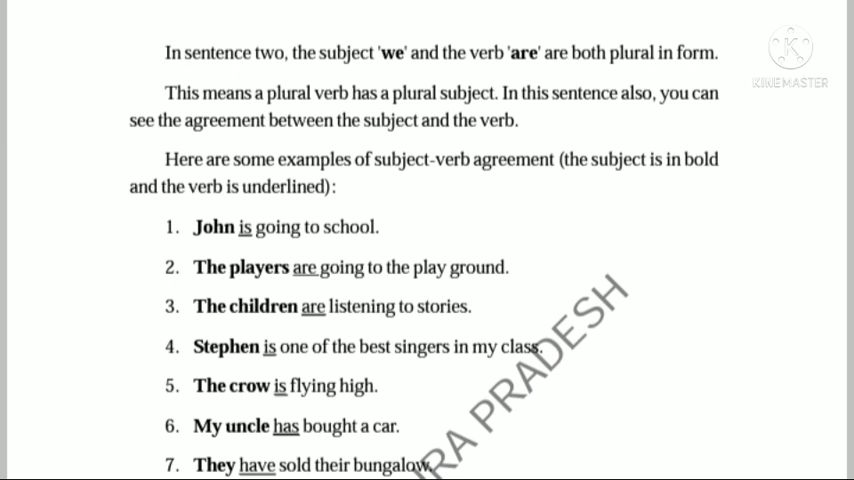 In sentence two, the subject 'we' and the verb 'are' are both plural in form.
KINEMASTER
This means a plural verb has a plural subject. In this sentence also, you can
see the agreement between the subject and the verb.
Here are some examples of subject-verb agreement (the subject is in bold
and the verb is underlined):
1. John is going to school.
2. The players are going to the play ground.
3. The children are listening to stories.
4. Stephen is one of the best singers in my class.
5. The crow is flying high.
6. My uncle has bought a car.
7. They have sold their bungalow.
PRADESH